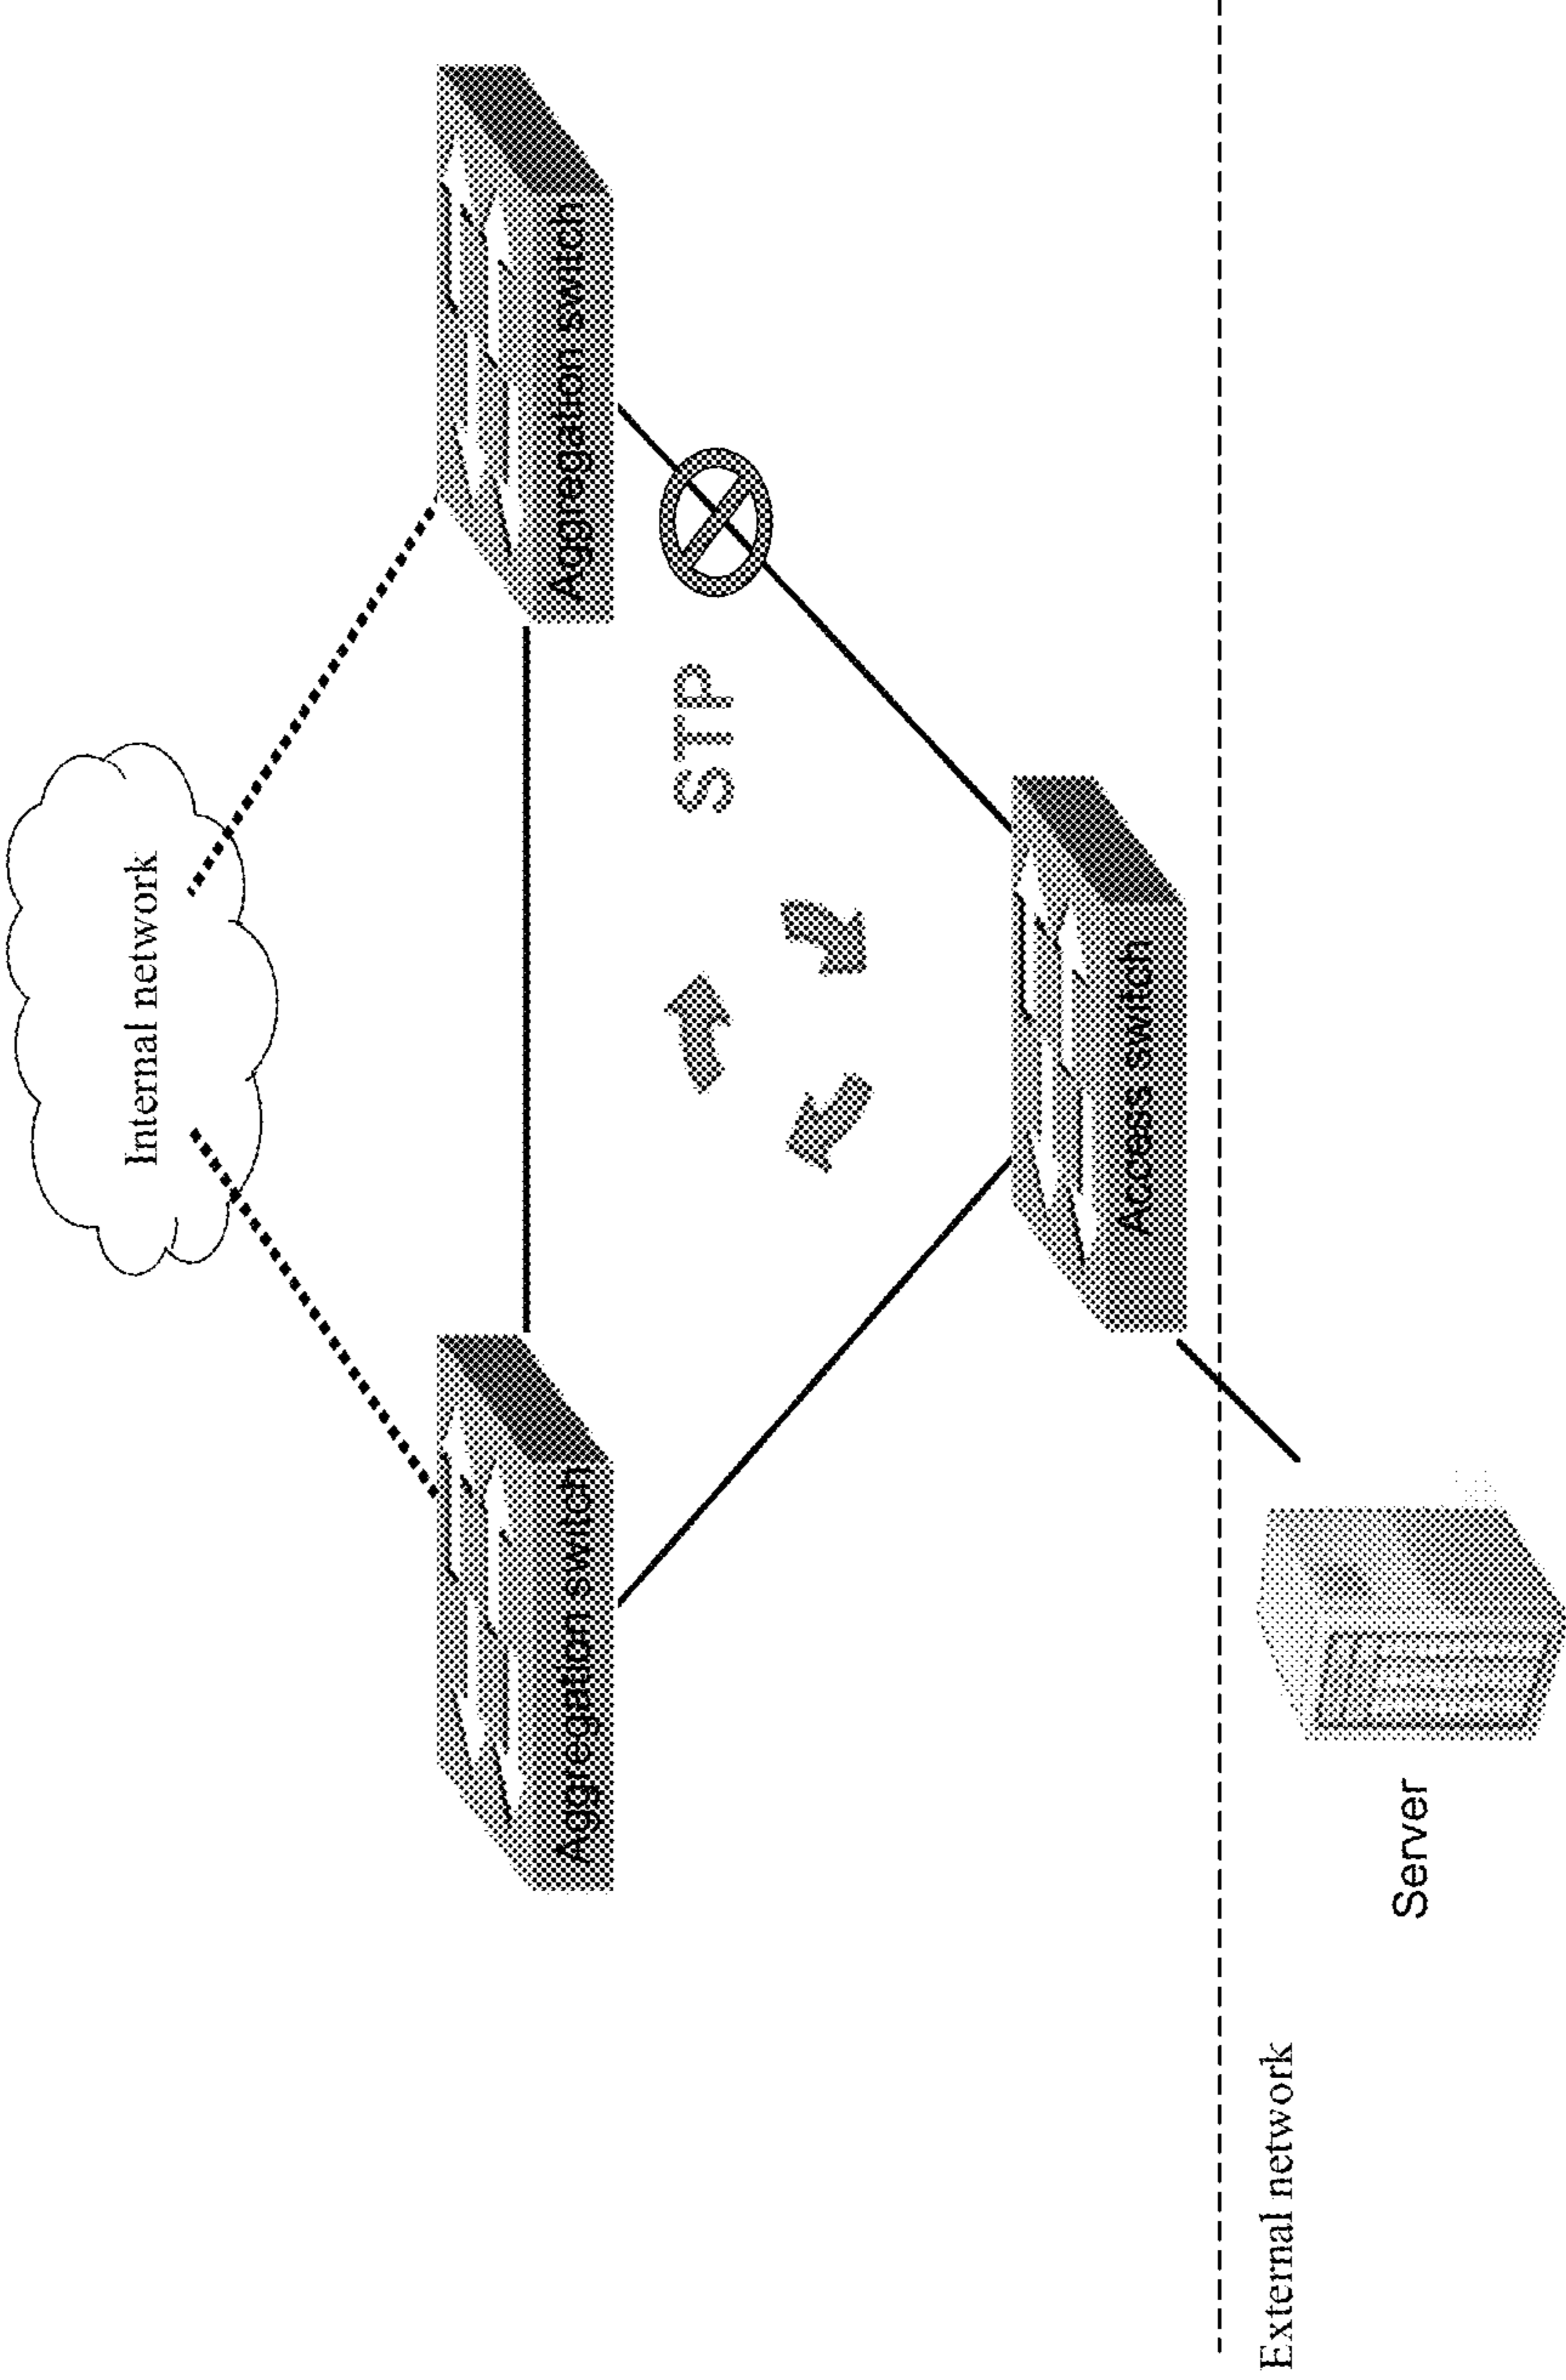 Internal network
Aggregation switch
Aggregation switch
STP
Access switch
External network
Server